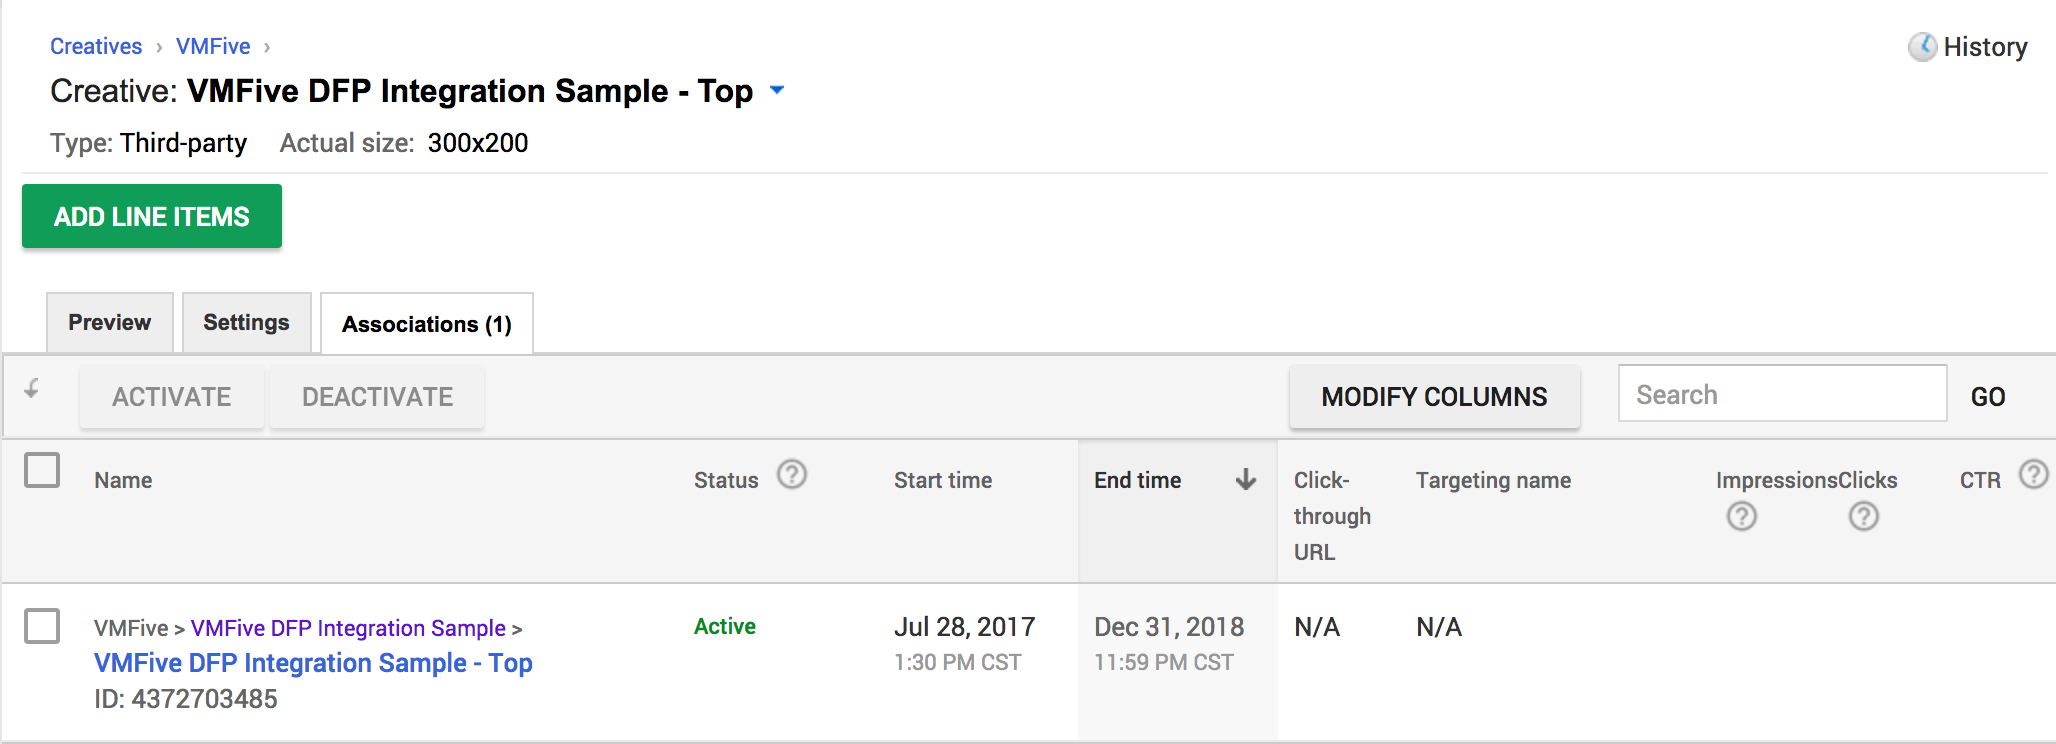 Creatives › VMFive ›
History
Creative: VMFive DFP Integration Sample - Top
Type: Third-party Actual size: 300x200
ADD LINE ITEMS
Preview Settings Associations (1)
ACTIVATE DEACTIVATE MODIFY COLUMNS Search GO
Name Status ? Start time End time Click-through URL Targeting name Impressions ? Clicks ? CTR ?
VMFive > VMFive DFP Integration Sample > Active Jul 28, 2017 Dec 31, 2018 N/A N/A
VMFive DFP Integration Sample - Top 1:30 PM CST 11:59 PM CST
ID: 4372703485